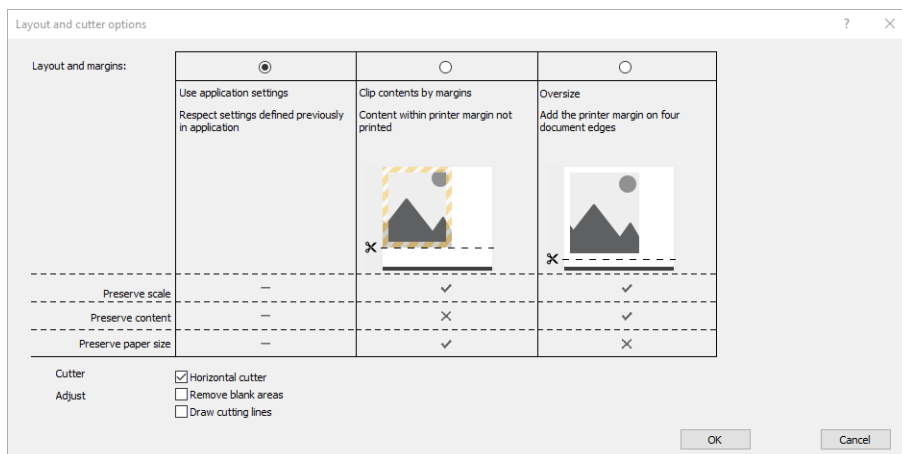 Layout and cutter options
Layout and margins:
Use application settings
Respect settings defined previously
in application
Clip contents by margins
Content within printer margin not
printed
Oversize
Add the printer margin on four
document edges
Preserve scale
Preserve content
Preserve paper size
Cutter
Horizontal cutter
Adjust
Remove blank areas
Draw cutting lines
OK
Cancel